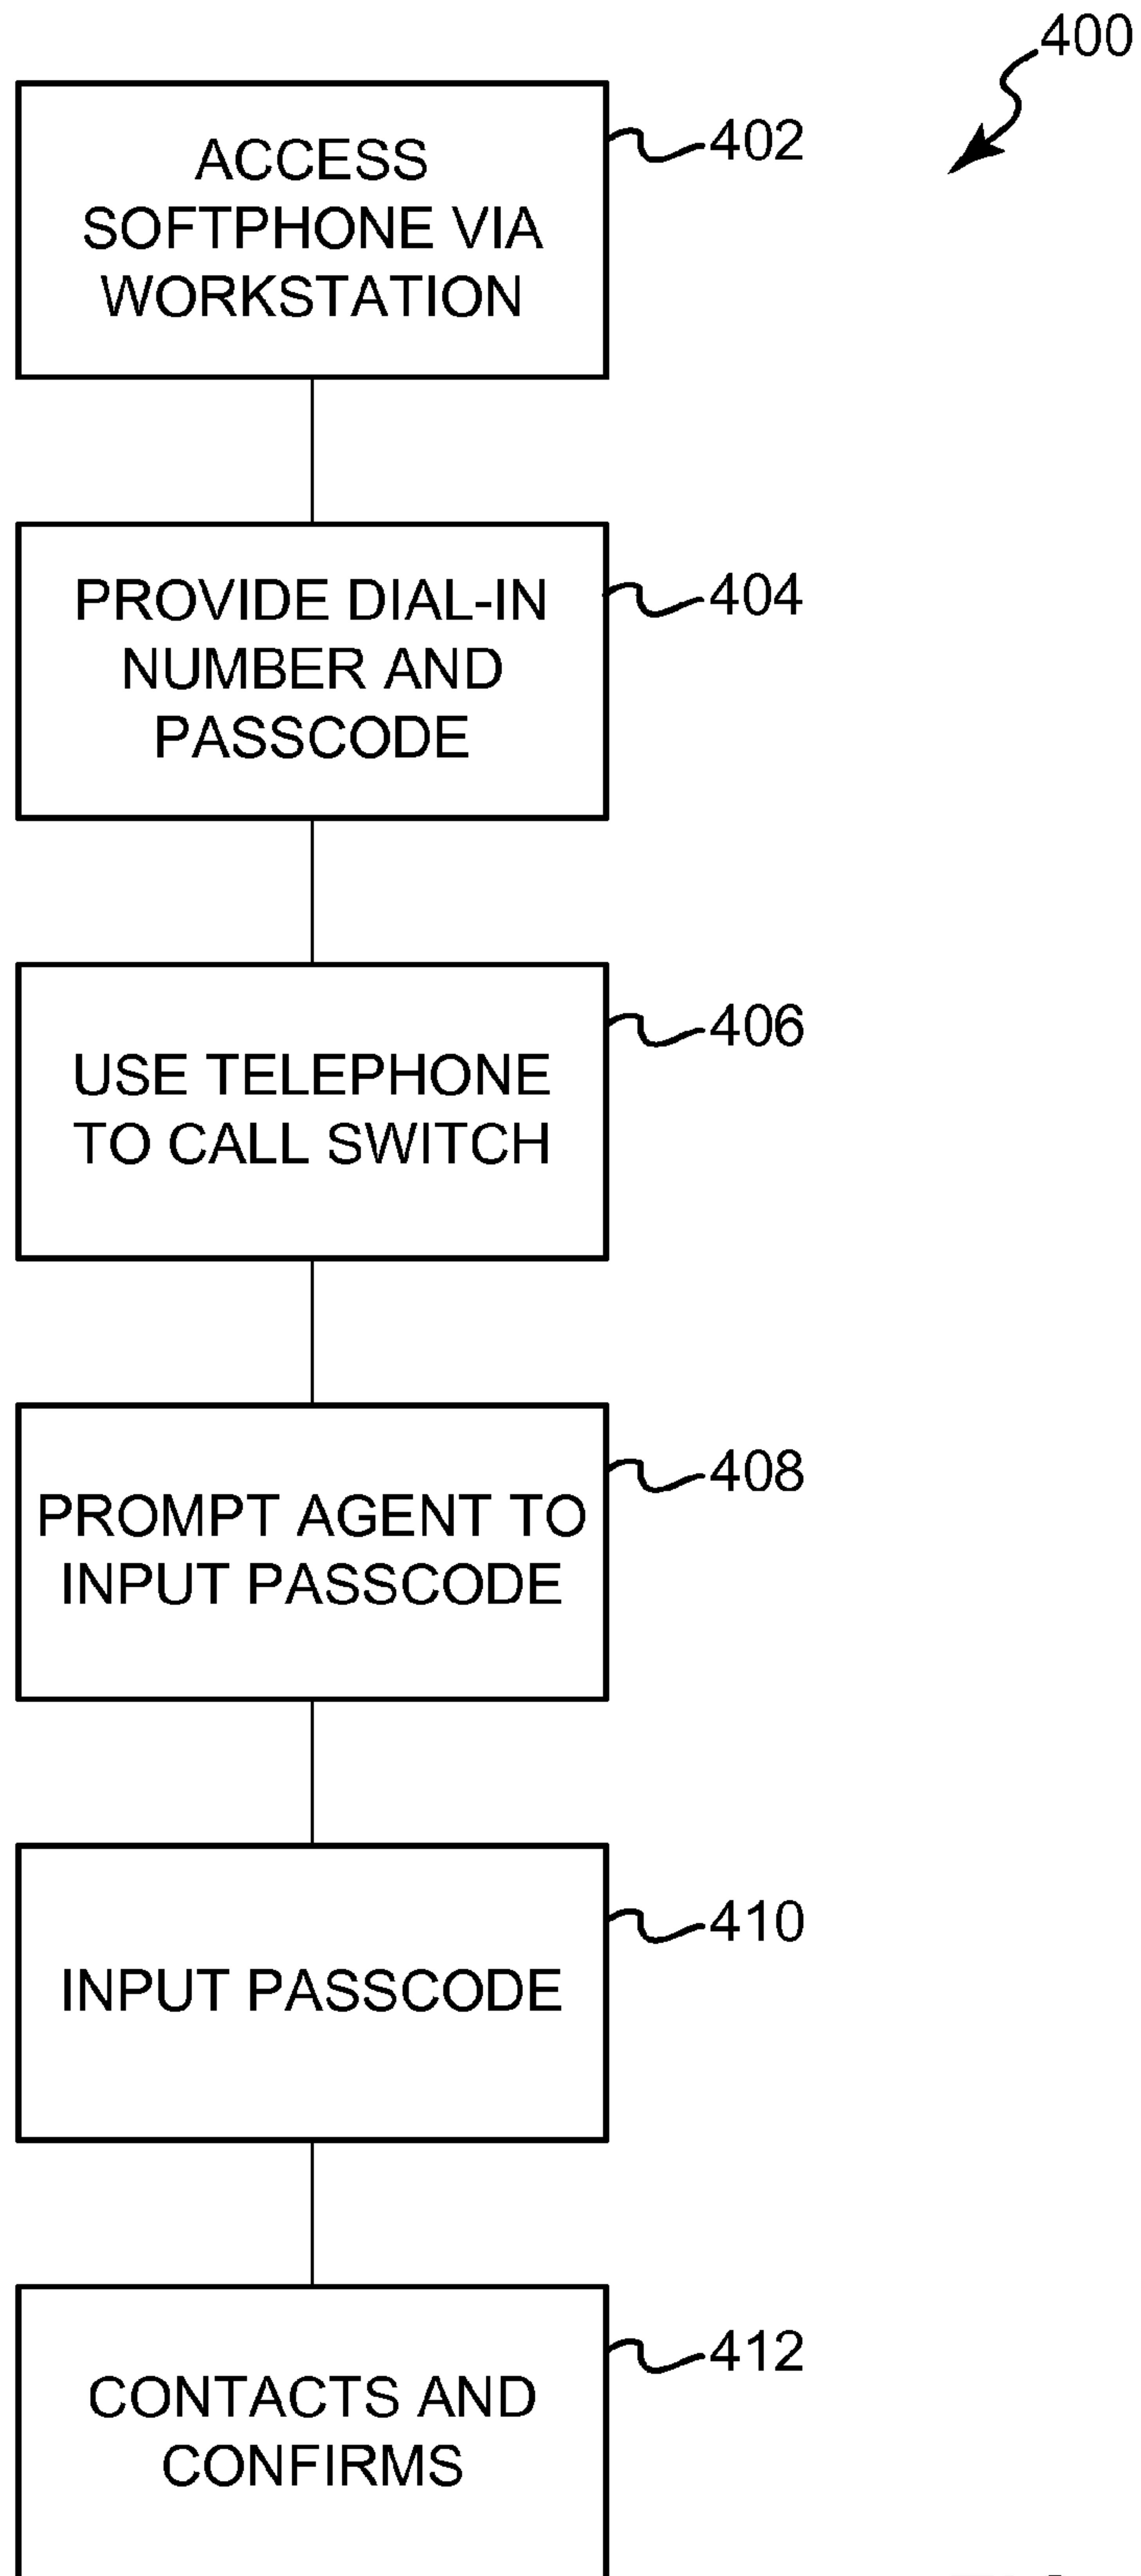 400
ACCESS
SOFTPHONE VIA
WORKSTATION
402
PROVIDE DIAL-IN
NUMBER AND
PASSCODE
404
USE TELEPHONE
TO CALL SWITCH
406
PROMPT AGENT TO
INPUT PASSCODE
408
INPUT PASSCODE
410
CONTACTS AND
CONFIRMS
412